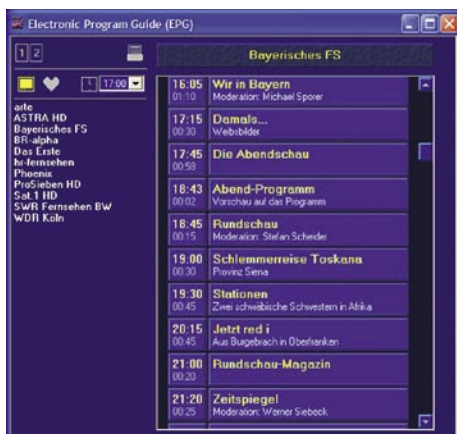 Electronic Program Guide (EPG)
1 2
Bayerisches FS
17:00
arte
ASTRA HD
Bayerisches FS
BR-alpha
Das Erste
hr-fernsehen
Phoenix
ProSieben HD
Sat.1 HD
SWR Fernsehen BW
WDR Köln
16:05 Wir in Bayern
01:10 Moderation: Michael Sporer
17:15 Damals...
00:30 Weibsbilder
17:45 Die Abendschau
00:58
18:43 Abend-Programm
00:02 Vorschau auf das Programm
18:45 Rundschau
00:15 Moderation: Stefan Scheider
19:00 Schlemmerreise Toskana
00:30 Provinz Siena
19:30 Stationen
00:45 Zwei schwäbische Schwestern in Afrika
20:15 Jetzt red i
00:45 Aus Burgebrach in Oberfranken
21:00 Rundschau-Magazin
00:20
21:20 Zeitspiegel
00:25 Moderation: Werner Siebeck